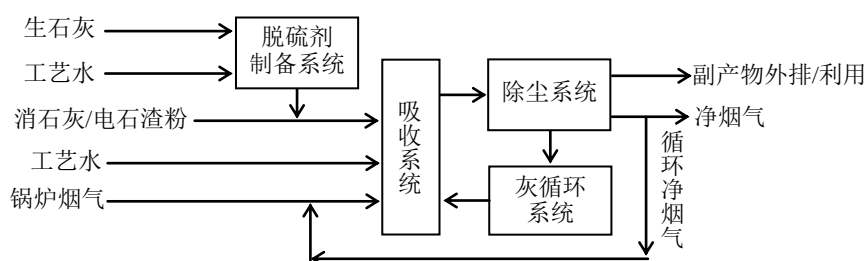 生石灰
工艺水
脱硫剂
制备系统
消石灰/电石渣粉
工艺水
锅炉烟气
吸收系统
除尘系统
灰循环
系统
副产物外排/利用
净烟气
循环净烟气